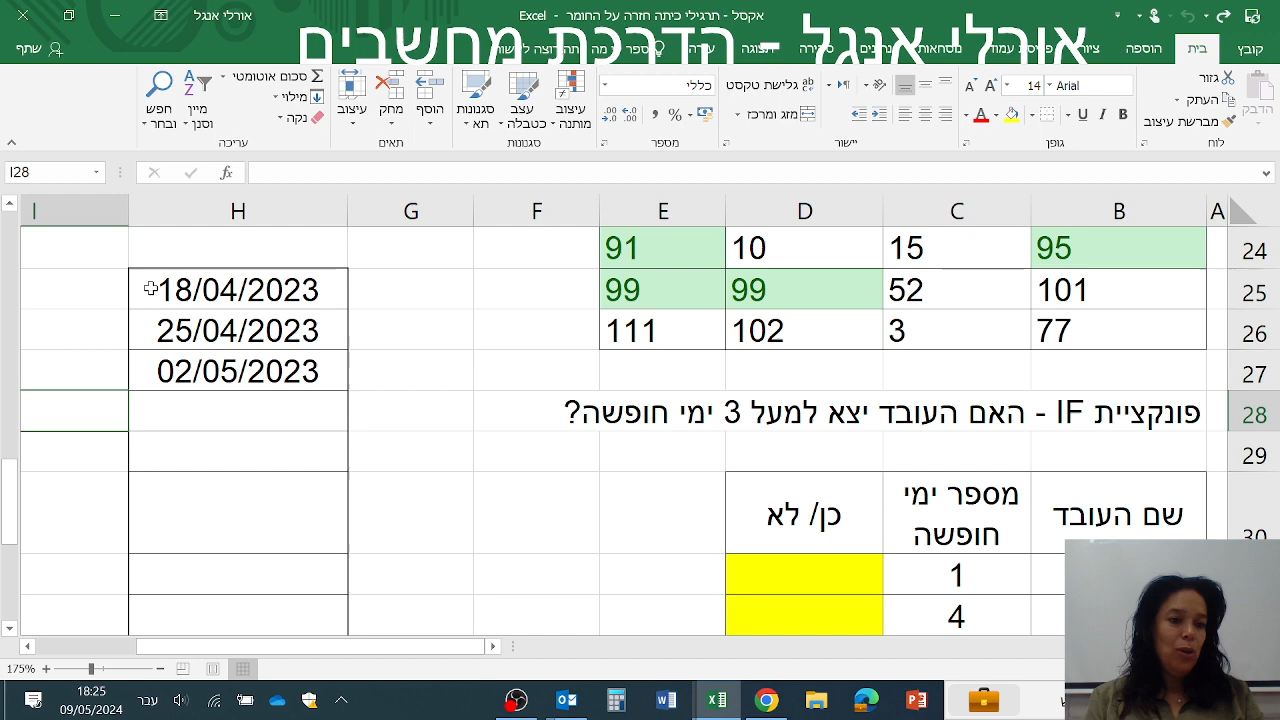 אורלי אנגל - הדרכת מחשבים
אקסל - תרגילי כיתה חזרה על החומר - Excel
אורלי אנגל
קובץ
בית
הוספה
שתף
גזור
העתק
מברשת עיצוב
הדבק
לוח
Arial
14
B I U
גופן
גלישת טקסט
מזג ומרכז
יישור
כללי
מספר
עיצוב מותנה
עצב כטבלה
סגנונות תא
סגנונות
הוסף
מחק
עיצוב
תאים
סכום אוטומטי
מילוי
נקה
מיין וסנן
חפש ובחר
עריכה
I28
fx
A B C D E F G H I
24 95 15 10 91
25 101 52 99 99 18/04/2023
26 77 3 102 111 25/04/2023
27 02/05/2023
28 פונקציית IF - האם העובד יצא למעל 3 ימי חופשה?
29
30 שם העובד
מספר ימי חופשה
כן/ לא
1
4
175%
עבר
18:25
09/05/2024